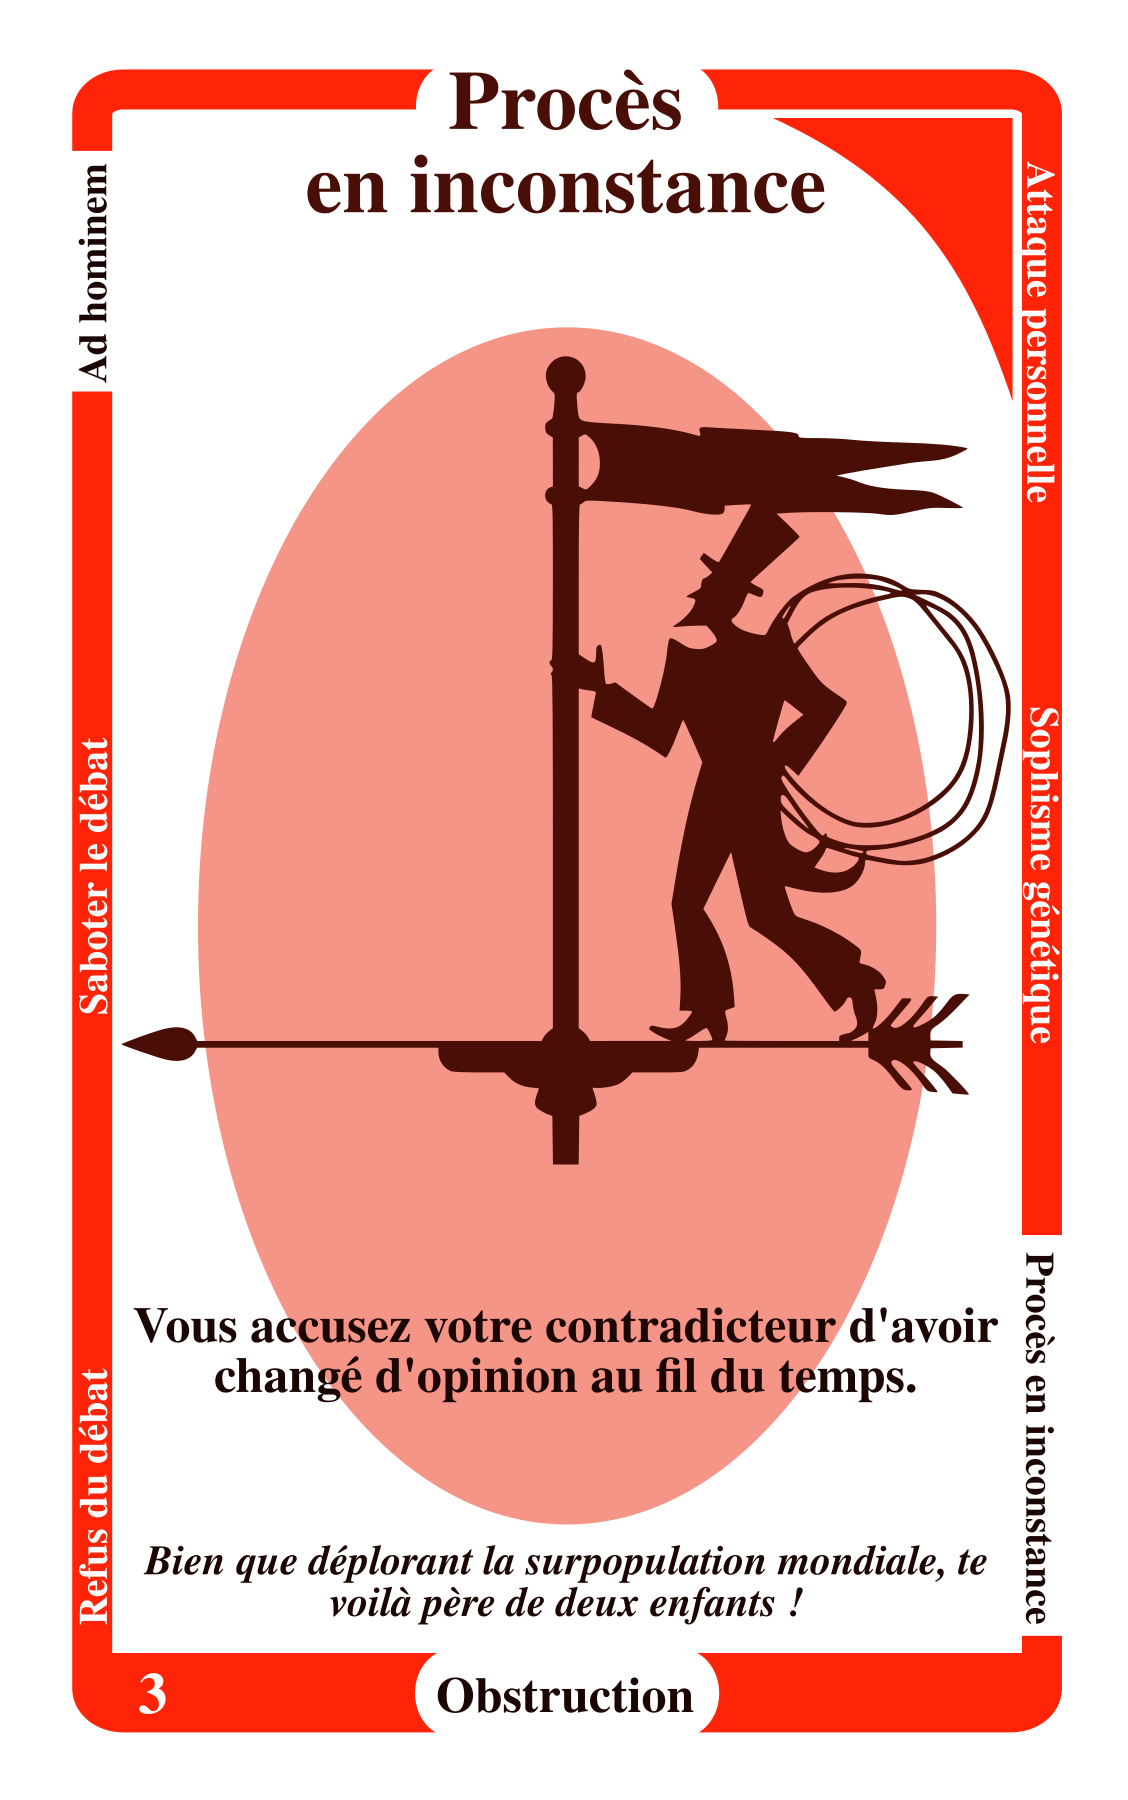 Procès
en inconstance
Ad hominem
Saboter le débat
Refus du débat
Attaque personnelle
Sophisme génétique
Procès en inconstance
Vous accusez votre contradicteur d'avoir
changé d'opinion au fil du temps.
Bien que déplorant la surpopulation mondiale, te
voilà père de deux enfants !
3
Obstruction